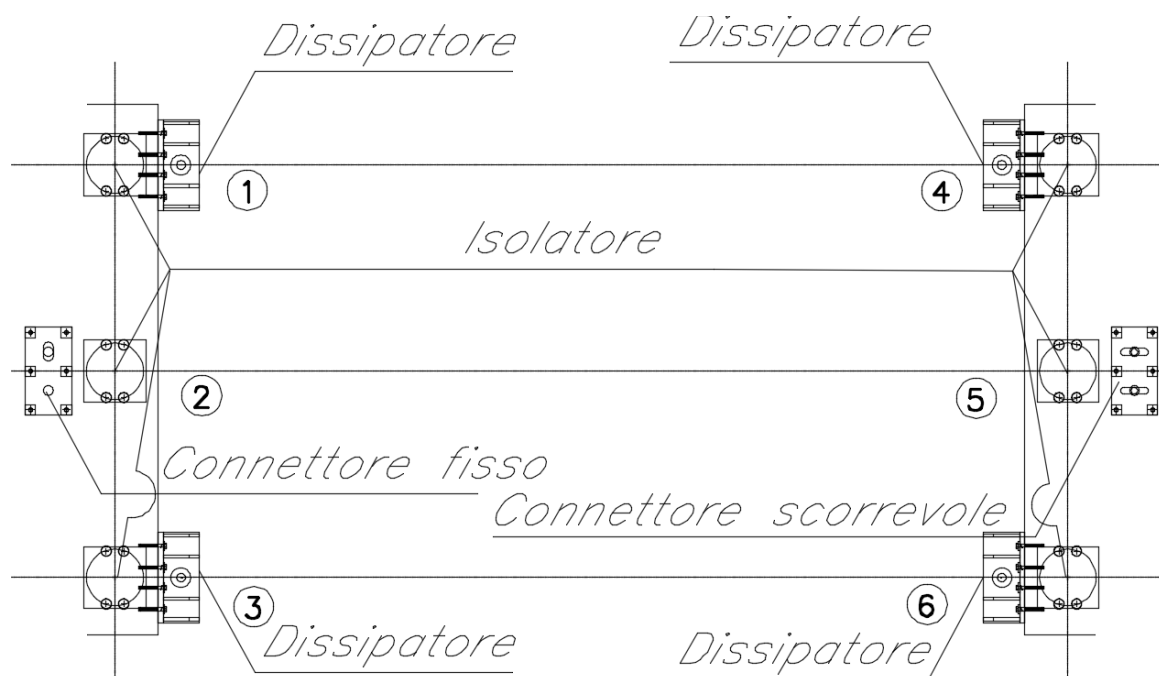 Dissipatore Dissipatore
1 4
Isolatore
2 5
Connettore fisso
Connettore scorrevole
3 6
Dissipatore Dissipatore